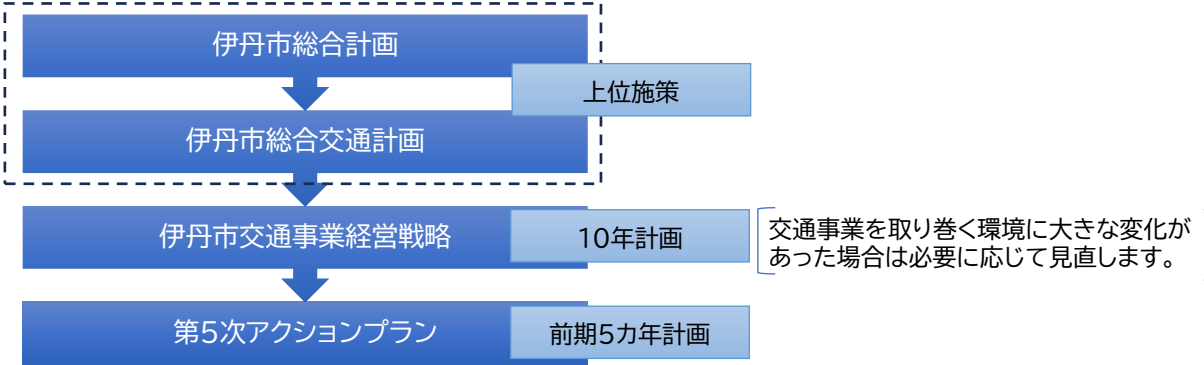 伊丹市総合計画
上位施策
伊丹市総合交通計画
伊丹市交通事業経営戦略
10年計画
交通事業を取り巻く環境に大きな変化が
あった場合は必要に応じて見直します。
第5次アクションプラン
前期5カ年計画